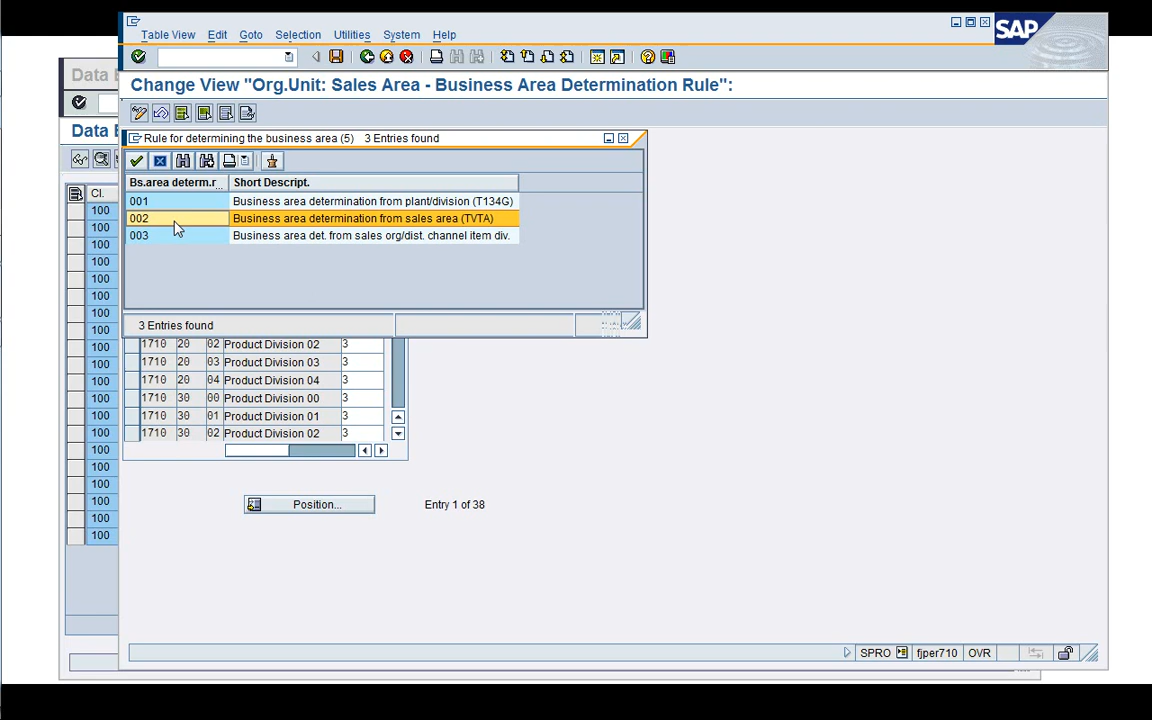 Table View Edit Goto Selection Utilities System Help
SAP
Data
Change View "Org.Unit: Sales Area - Business Area Determination Rule":
Data
Rule for determining the business area (5) 3 Entries found
Cl.
Bs.area determ.r... Short Descript.
100
001 Business area determination from plant/division (T134G)
100
002 Business area determination from sales area (TVTA)
100
003 Business area det. from sales org/dist. channel item div.
100
100
100
100
3 Entries found
100
1710 20 02 Product Division 02 3
100
1710 20 03 Product Division 03 3
100
1710 20 04 Product Division 04 3
100
1710 30 00 Product Division 00 3
100
1710 30 01 Product Division 01 3
100
1710 30 02 Product Division 02 3
100
100
100
100
Position... Entry 1 of 38
100
100
SPRO fjper710 OVR